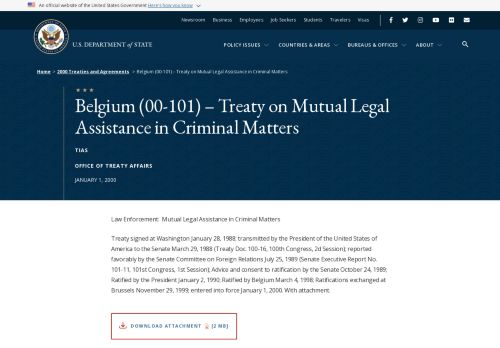 An official website of the United States Government Here's how you know
Newsroom Business Employees Job Seekers Students Travelers Visas
U.S. DEPARTMENT of STATE
POLICY ISSUES COUNTRIES & AREAS BUREAUS & OFFICES ABOUT
Home > 2000 Treaties and Agreements > Belgium (00-101) - Treaty on Mutual Legal Assistance in Criminal Matters
Belgium (00-101) – Treaty on Mutual Legal
Assistance in Criminal Matters
TIAS
OFFICE OF TREATY AFFAIRS
JANUARY 1, 2000
Law Enforcement: Mutual Legal Assistance in Criminal Matters
Treaty signed at Washington January 28, 1988; transmitted by the President of the United States of
America to the Senate March 29, 1988 (Treaty Doc. 100-16, 100th Congress, 2d Session); reported
favorably by the Senate Committee on Foreign Relations July 25, 1989 (Senate Executive Report No.
101-11, 101st Congress, 1st Session); Advice and consent to ratification by the Senate October 24, 1989;
Ratified by the President January 2, 1990; Ratified by Belgium March 4, 1998; Ratifications exchanged at
Brussels November 29, 1999; entered into force January 1, 2000. With attachment.
DOWNLOAD ATTACHMENT [2 MB]